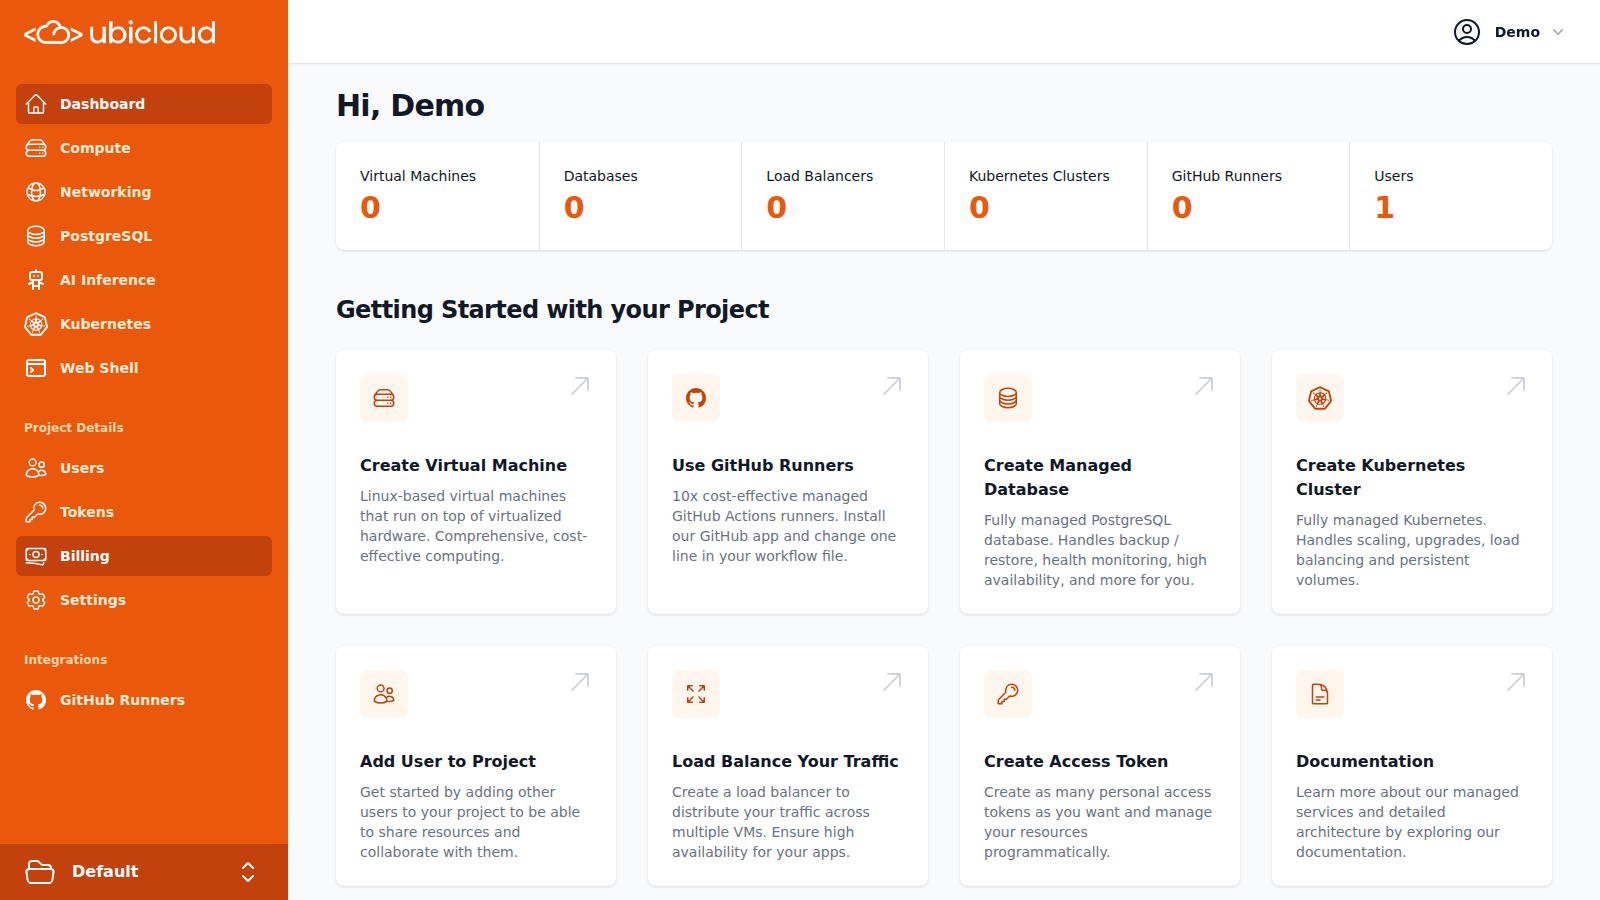 ubicloud
Demo
Dashboard
Compute
Networking
PostgreSQL
AI Inference
Kubernetes
Web Shell
Project Details
Users
Tokens
Billing
Settings
Integrations
GitHub Runners
Default
Hi, Demo
Virtual Machines
0
Databases
0
Load Balancers
0
Kubernetes Clusters
0
GitHub Runners
0
Users
1
Getting Started with your Project
Create Virtual Machine
Linux-based virtual machines
that run on top of virtualized
hardware. Comprehensive, cost-
effective computing.
Use GitHub Runners
10x cost-effective managed
GitHub Actions runners. Install
our GitHub app and change one
line in your workflow file.
Create Managed
Database
Fully managed PostgreSQL
database. Handles backup /
restore, health monitoring, high
availability, and more for you.
Create Kubernetes
Cluster
Fully managed Kubernetes.
Handles scaling, upgrades, load
balancing and persistent
volumes.
Add User to Project
Get started by adding other
users to your project to be able
to share resources and
collaborate with them.
Load Balance Your Traffic
Create a load balancer to
distribute your traffic across
multiple VMs. Ensure high
availability for your apps.
Create Access Token
Create as many personal access
tokens as you want and manage
your resources
programmatically.
Documentation
Learn more about our managed
services and detailed
architecture by exploring our
documentation.